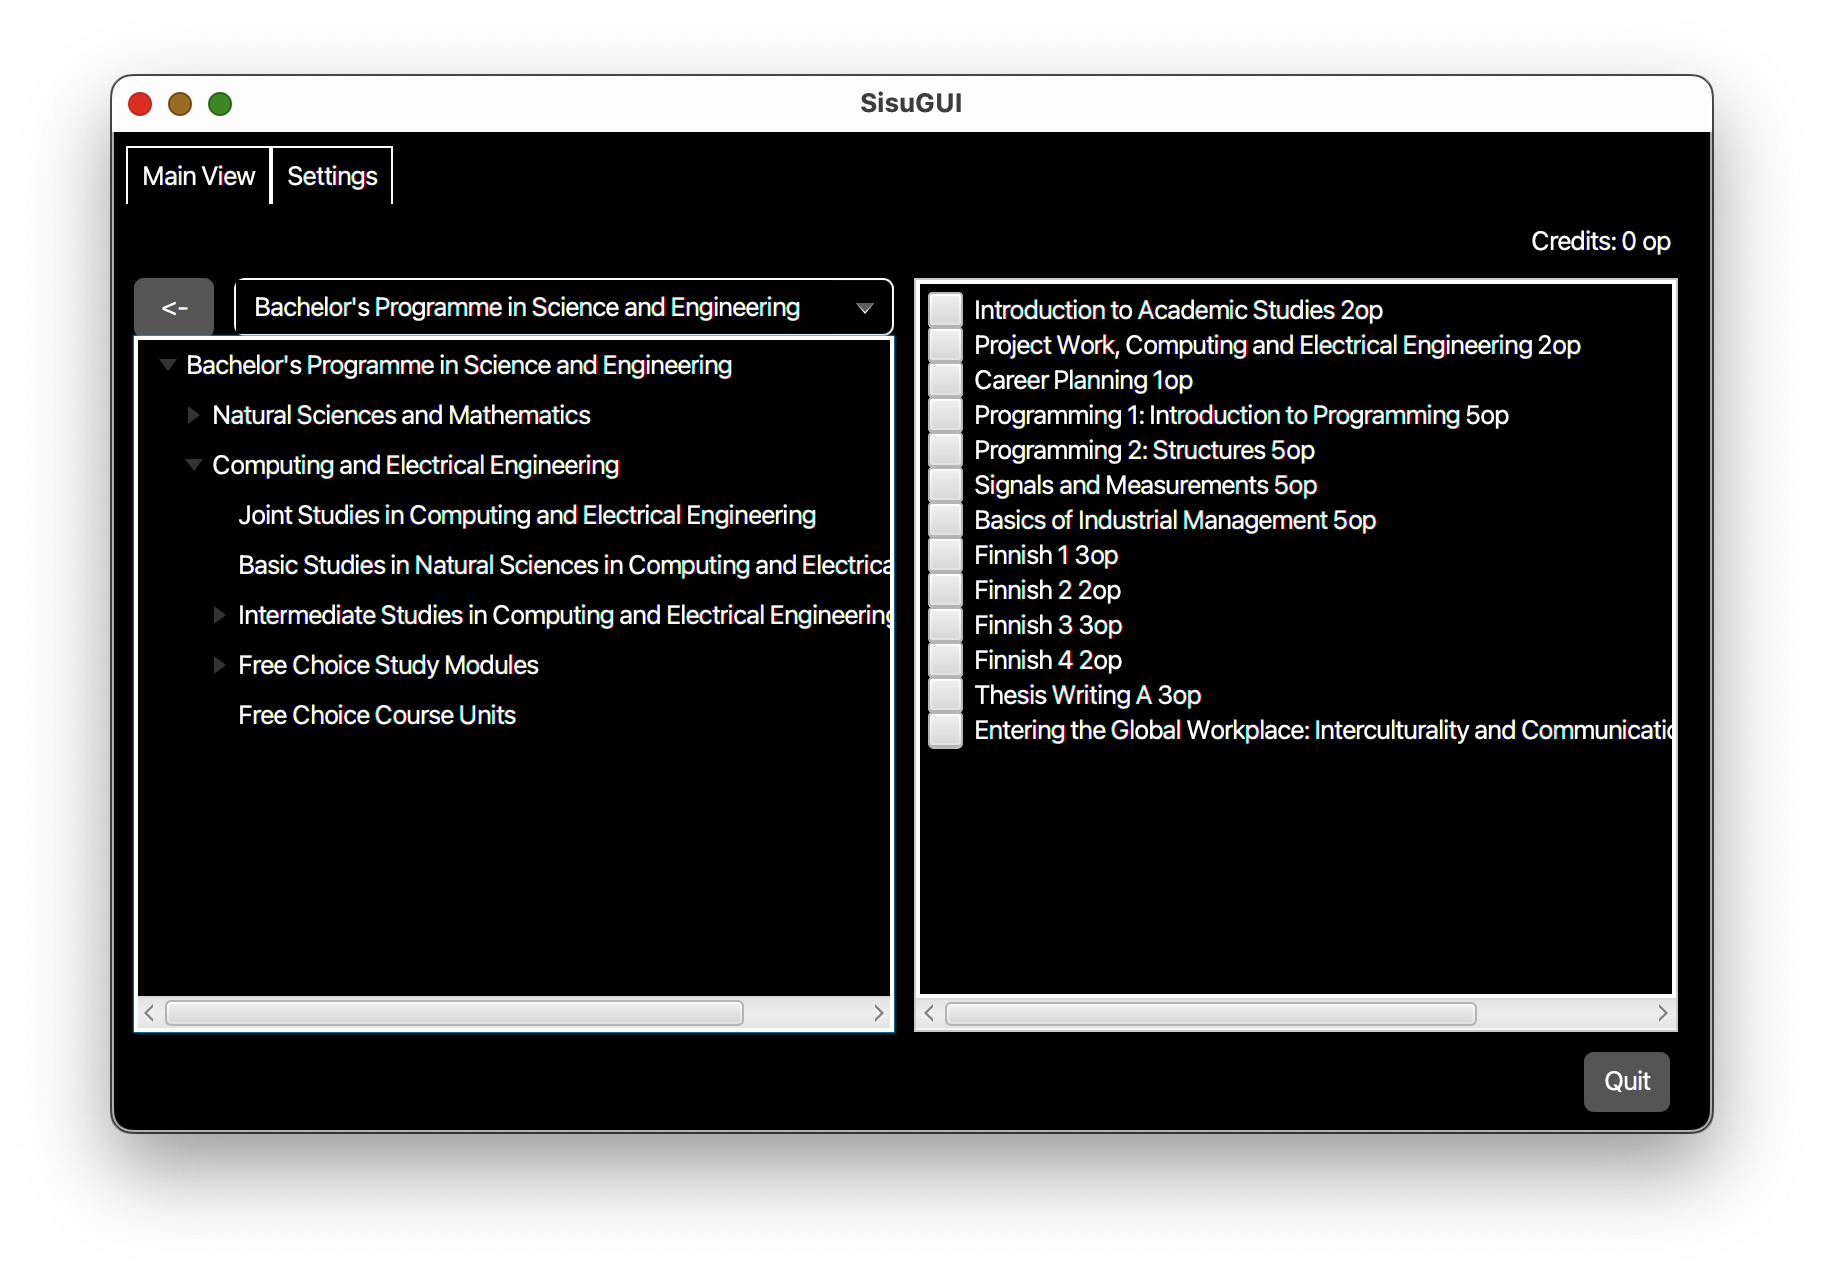 SisuGUI
Main View
Settings
Credits: 0 op
<-
Bachelor's Programme in Science and Engineering
Bachelor's Programme in Science and Engineering
Natural Sciences and Mathematics
Computing and Electrical Engineering
Joint Studies in Computing and Electrical Engineering
Basic Studies in Natural Sciences in Computing and Electrica
Intermediate Studies in Computing and Electrical Engineering
Free Choice Study Modules
Free Choice Course Units
Introduction to Academic Studies 2op
Project Work, Computing and Electrical Engineering 2op
Career Planning 1op
Programming 1: Introduction to Programming 5op
Programming 2: Structures 5op
Signals and Measurements 5op
Basics of Industrial Management 5op
Finnish 1 3op
Finnish 2 2op
Finnish 3 3op
Finnish 4 2op
Thesis Writing A 3op
Entering the Global Workplace: Interculturality and Communicatio
Quit